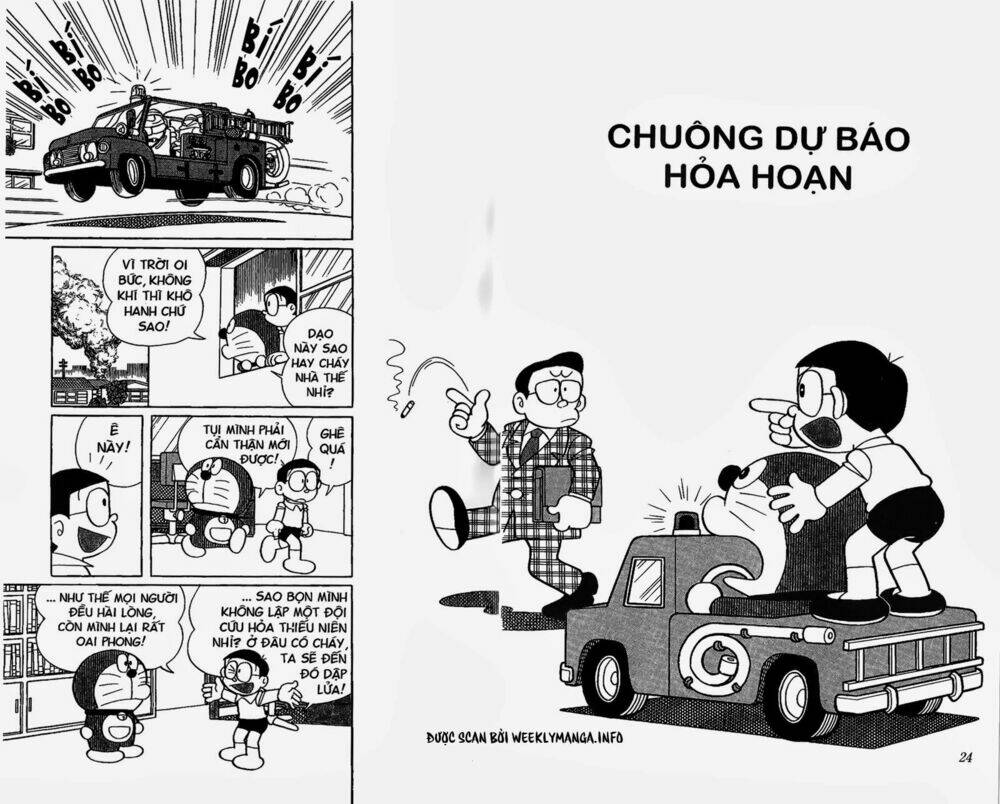 CHUÔNG DỰ BÁO
HỎA HOẠN
ĐƯỢC SCAN BỞI WEEKLYMANGA.INFO
24
BÍ
BO
BÍ
BO
BÍ
BO
BÍ
BO
DẠO
NÀY SAO
HAY CHÁY
NHÀ THẾ
NHỈ?
VÌ TRỜI OI
BỨC, KHÔNG
KHÍ THÌ KHÔ
HANH CHỨ
SAO!
GHÊ
QUÁ
!
TỤI MÌNH PHẢI
CẨN THẬN MỚI
ĐƯỢC!
Ê
NÀY!
... SAO BỌN MÌNH
KHÔNG LẬP MỘT ĐỘI
CỨU HỎA THIẾU NIÊN
NHỈ? Ở ĐÂU CÓ CHÁY,
TA SẼ ĐẾN
ĐÓ DẬP
LỬA!
... NHƯ THẾ MỌI NGƯỜI
ĐỀU HÀI LÒNG,
CÒN MÌNH LẠI RẤT
OAI PHONG!